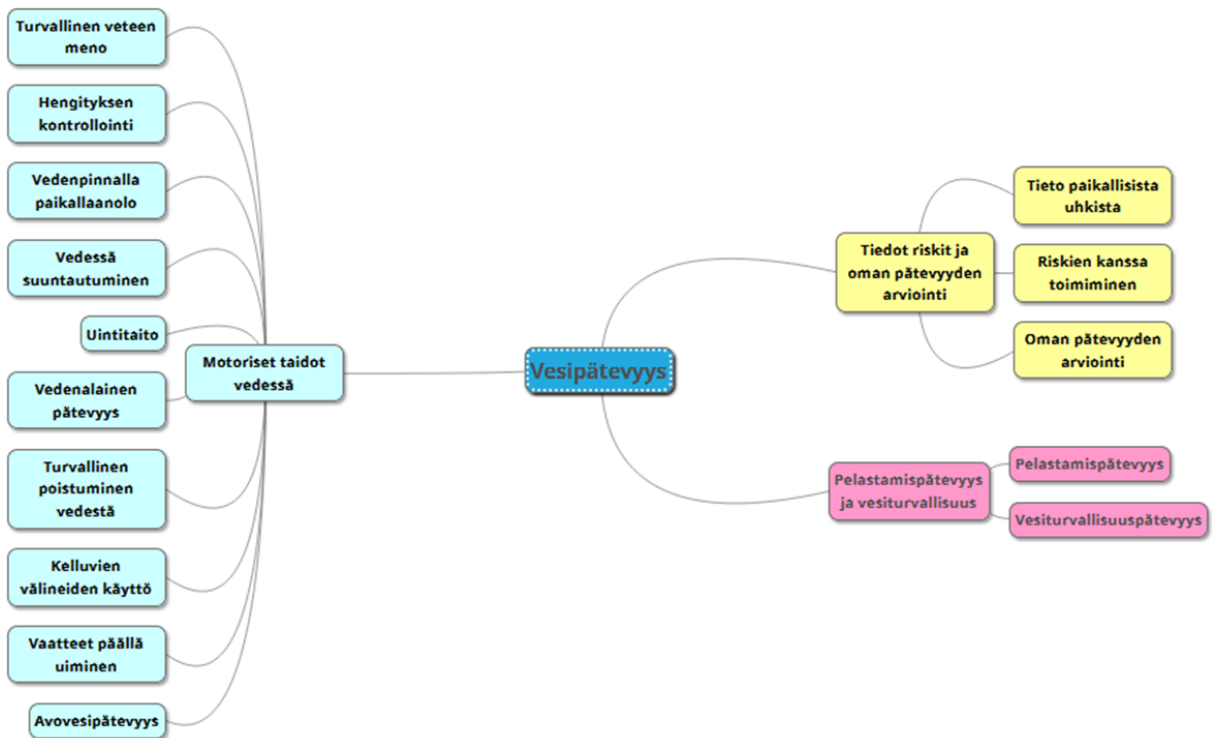 Turvallinen veteen
meno
Hengityksen
kontrollointi
Vedenpinnalla
paikallaanolo
Vedessä
suuntautuminen
Uintitaito
Vedenalainen
pätevyys
Turvallinen
poistuminen
vedestä
Kelluvien
välineiden käyttö
Vaatteet päällä
uiminen
Avovesipätevyys
Motoriset taidot
vedessä
Vesipätevyys
Tiedot riskit ja
oman pätevyyden
arviointi
Tieto paikallisista
uhkista
Riskien kanssa
toimiminen
Oman pätevyyden
arviointi
Pelastamispätevyys
ja vesiturvallisuus
Pelastamispätevyys
Vesiturvallisuuspätevyys